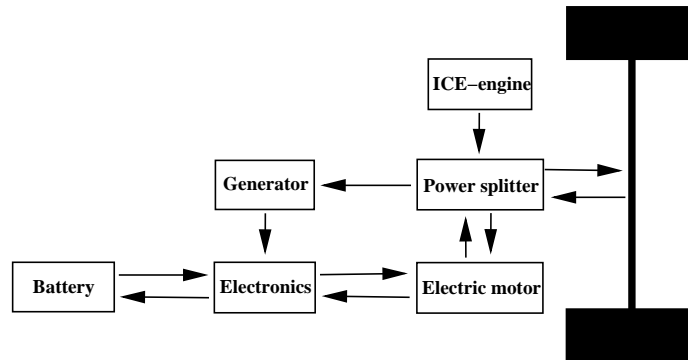 ICE−engine
Generator
Power splitter
Battery
Electronics
Electric motor